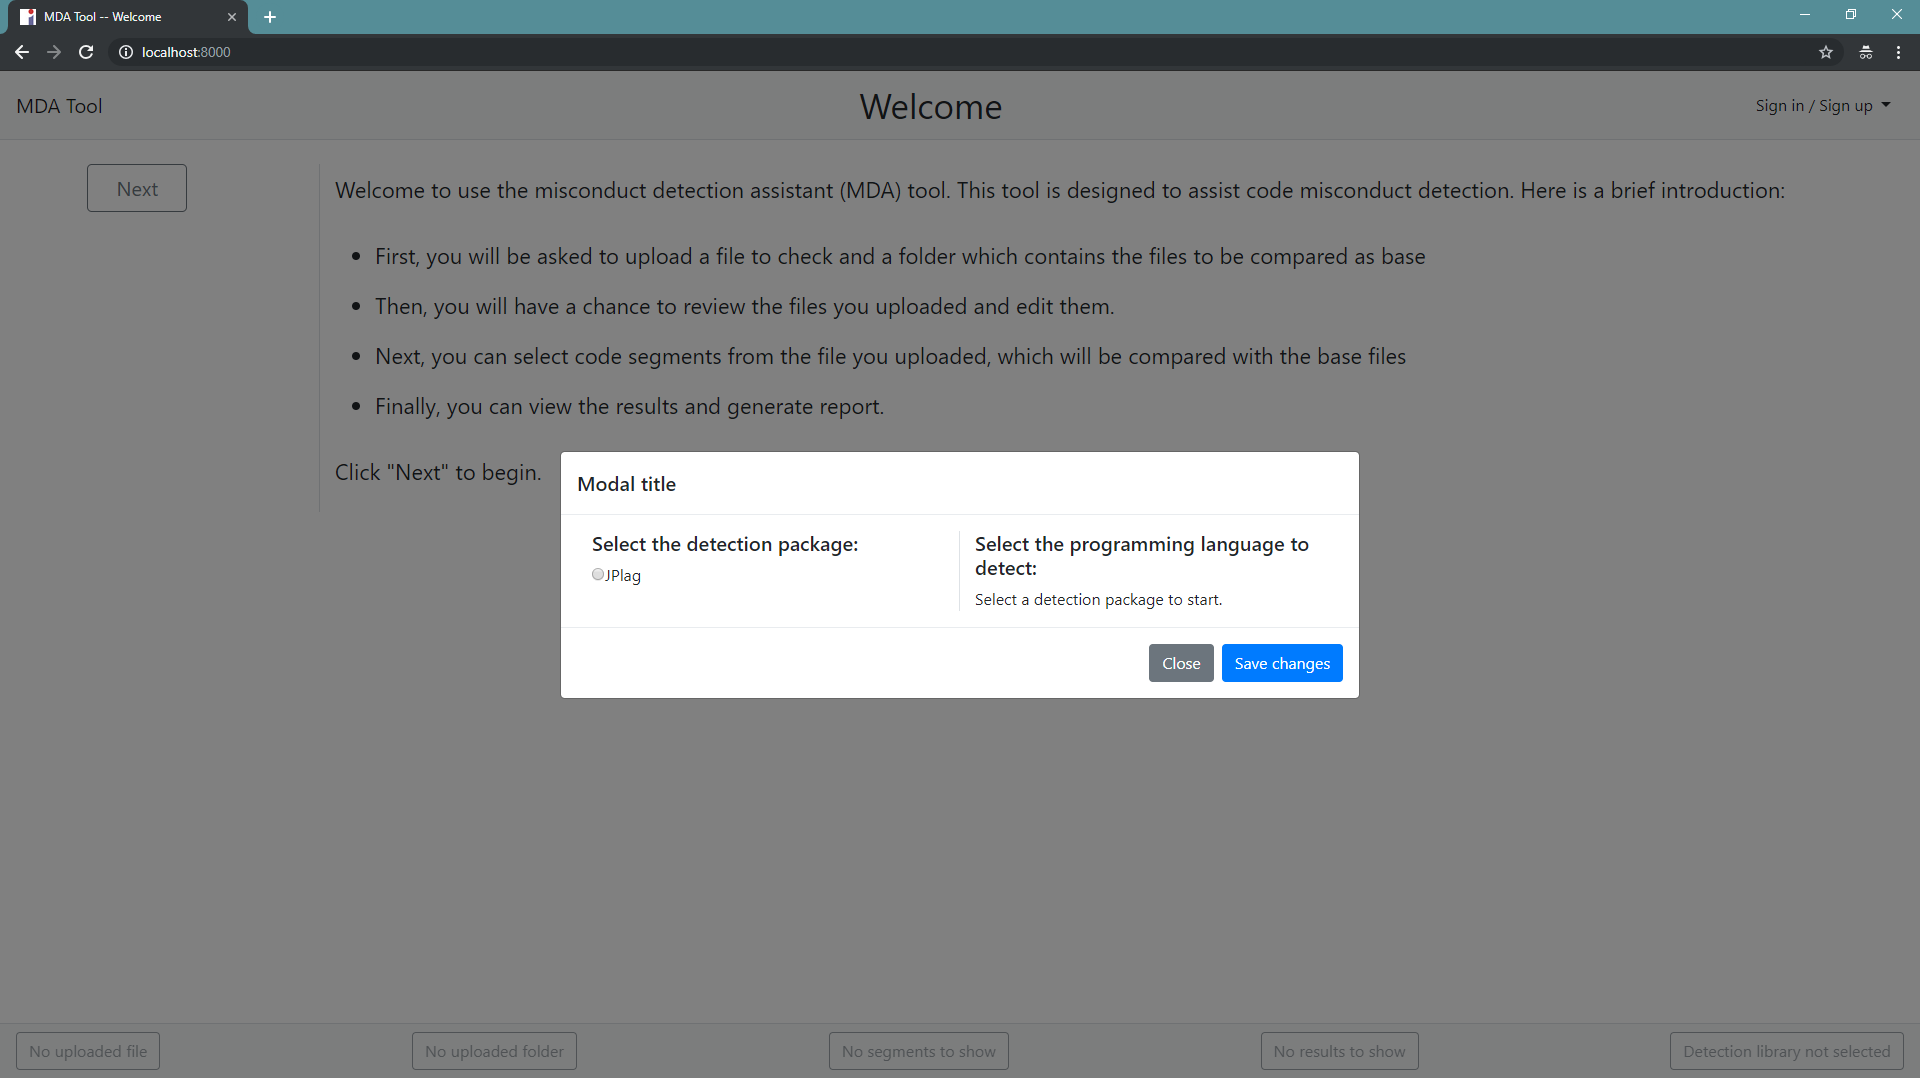 MDA Tool -- Welcome
localhost:8000
MDA Tool
Welcome
Sign in / Sign up
Next
Welcome to use the misconduct detection assistant (MDA) tool. This tool is designed to assist code misconduct detection. Here is a brief introduction:
First, you will be asked to upload a file to check and a folder which contains the files to be compared as base
Then, you will have a chance to review the files you uploaded and edit them.
Next, you can select code segments from the file you uploaded, which will be compared with the base files
Finally, you can view the results and generate report.
Click "Next" to begin.
Modal title
Select the detection package:
JPlag
Select the programming language to
detect:
Select a detection package to start.
Close
Save changes
No uploaded file
No uploaded folder
No segments to show
No results to show
Detection library not selected